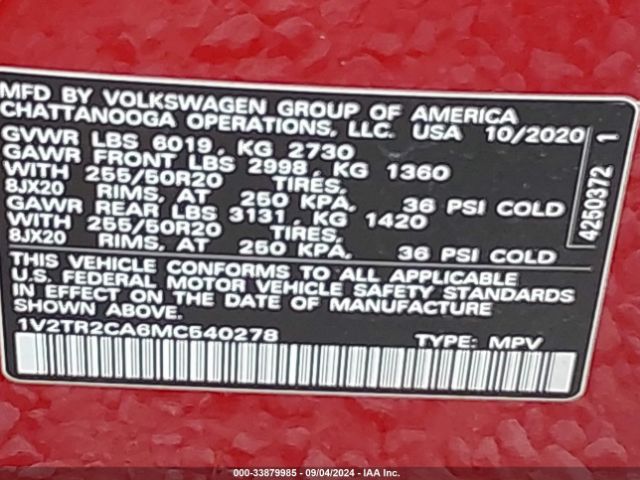 MFD BY VOLKSWAGEN GROUP OF AMERICA
CHATTANOOGA OPERATIONS, LLC. USA 10/2020
GVWR LBS 6019, KG 2730
GAWR FRONT LBS 2998, KG 1360
WITH 255/50R20 TIRES,
8JX20 RIMS, AT 250 KPA, 36 PSI COLD
GAWR REAR LBS 3131, KG 1420
WITH 255/50R20 TIRES,
8JX20 RIMS, AT 250 KPA, 36 PSI COLD
THIS VEHICLE CONFORMS TO ALL APPLICABLE
U.S. FEDERAL MOTOR VEHICLE SAFETY STANDARDS
IN EFFECT ON THE DATE OF MANUFACTURE
SHOWN ABOVE.
1V2TR2CA6MC540278 TYPE: MPV
4250372 1
000-33879985 - 09/04/2024 - IAA Inc.